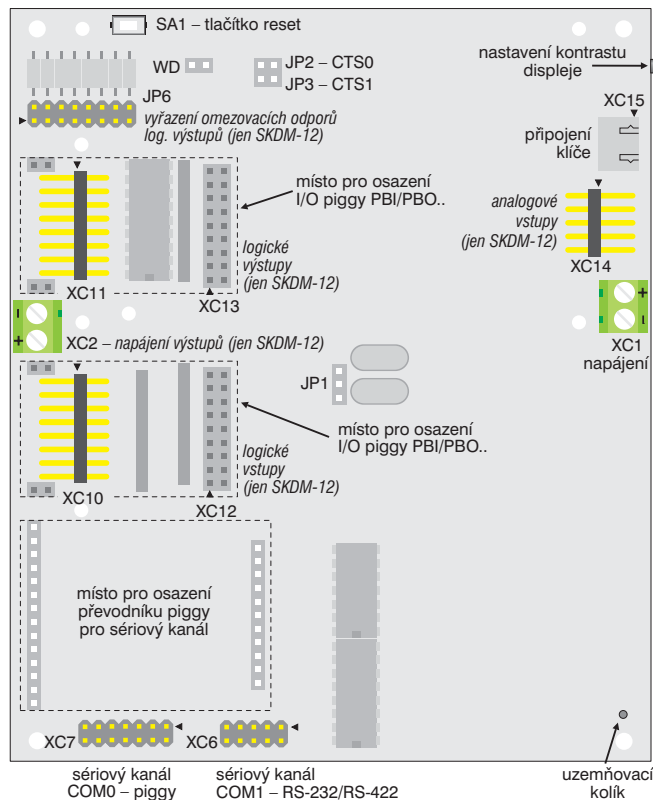 SA1 – tlačítko reset
WD
JP2 – CTS0
JP3 – CTS1
nastavení kontrastu
displeje
JP6
vyřazení omezovacích odporů
log. výstupů (jen SKDM-12)
XC15
připojení
klíče
místo pro osazení
I/O piggy PBI/PBO..
analogové
vstupy
(jen SKDM-12)
XC14
logické
výstupy
(jen SKDM-12)
XC11
XC13
XC2 – napájení výstupů (jen SKDM-12)
XC1
napájení
JP1
místo pro osazení
I/O piggy PBI/PBO..
logické
vstupy
(jen SKDM-12)
XC10
XC12
místo pro osazení
převodníku piggy
pro sériový kanál
XC7
XC6
sériový kanál
COM0 – piggy
sériový kanál
COM1 – RS-232/RS-422
uzemňovací
kolík